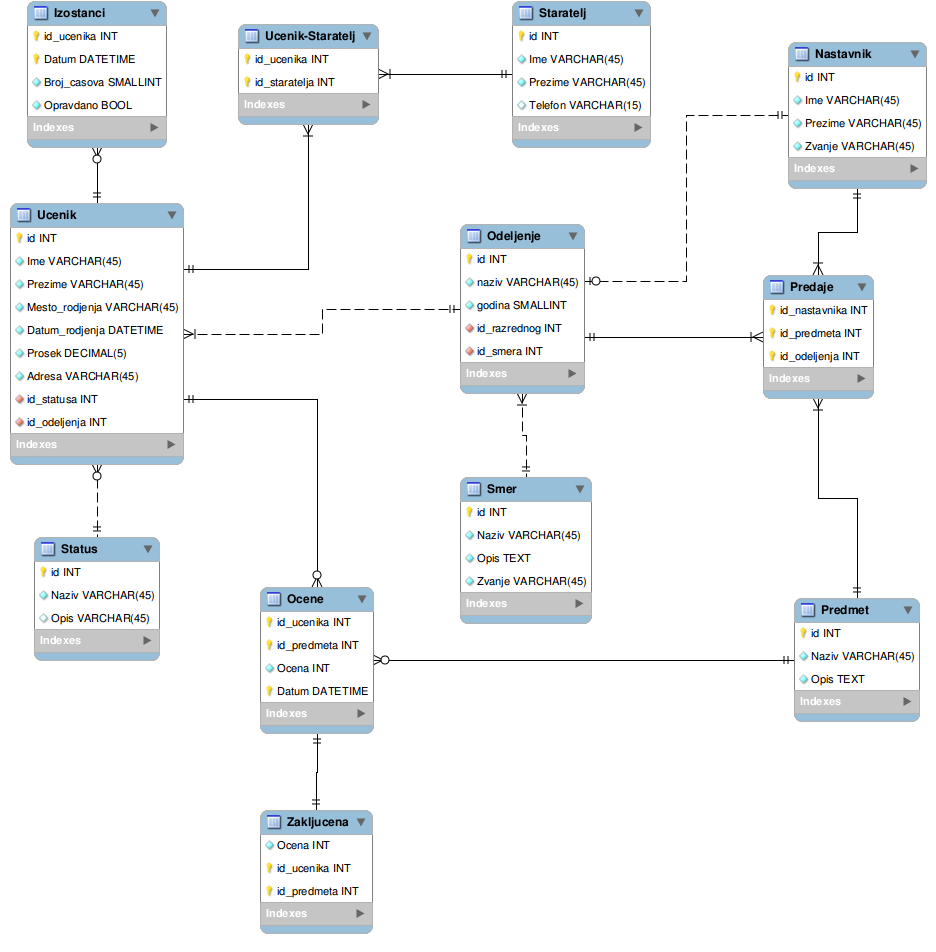 Izostanci
id_ucenika INT
Datum DATETIME
Broj_casova SMALLINT
Opravdano BOOL
Indexes
Ucenik-Staratelj
id_ucenika INT
id_staratelja INT
Indexes
Staratelj
id INT
Ime VARCHAR(45)
Prezime VARCHAR(45)
Telefon VARCHAR(15)
Indexes
Nastavnik
id INT
Ime VARCHAR(45)
Prezime VARCHAR(45)
Zvanje VARCHAR(45)
Indexes
Ucenik
id INT
Ime VARCHAR(45)
Prezime VARCHAR(45)
Mesto_rodjenja VARCHAR(45)
Datum_rodjenja DATETIME
Prosek DECIMAL(5)
Adresa VARCHAR(45)
id_statusa INT
id_odeljenja INT
Indexes
Odeljenje
id INT
naziv VARCHAR(45)
godina SMALLINT
id_razrednog INT
id_smera INT
Indexes
Predaje
id_nastavnika INT
id_predmeta INT
id_odeljenja INT
Indexes
Smer
id INT
Naziv VARCHAR(45)
Opis TEXT
Zvanje VARCHAR(45)
Indexes
Status
id INT
Naziv VARCHAR(45)
Opis VARCHAR(45)
Indexes
Ocene
id_ucenika INT
id_predmeta INT
Ocena INT
Datum DATETIME
Indexes
Predmet
id INT
Naziv VARCHAR(45)
Opis TEXT
Indexes
Zakljucena
Ocena INT
id_ucenika INT
id_predmeta INT
Indexes